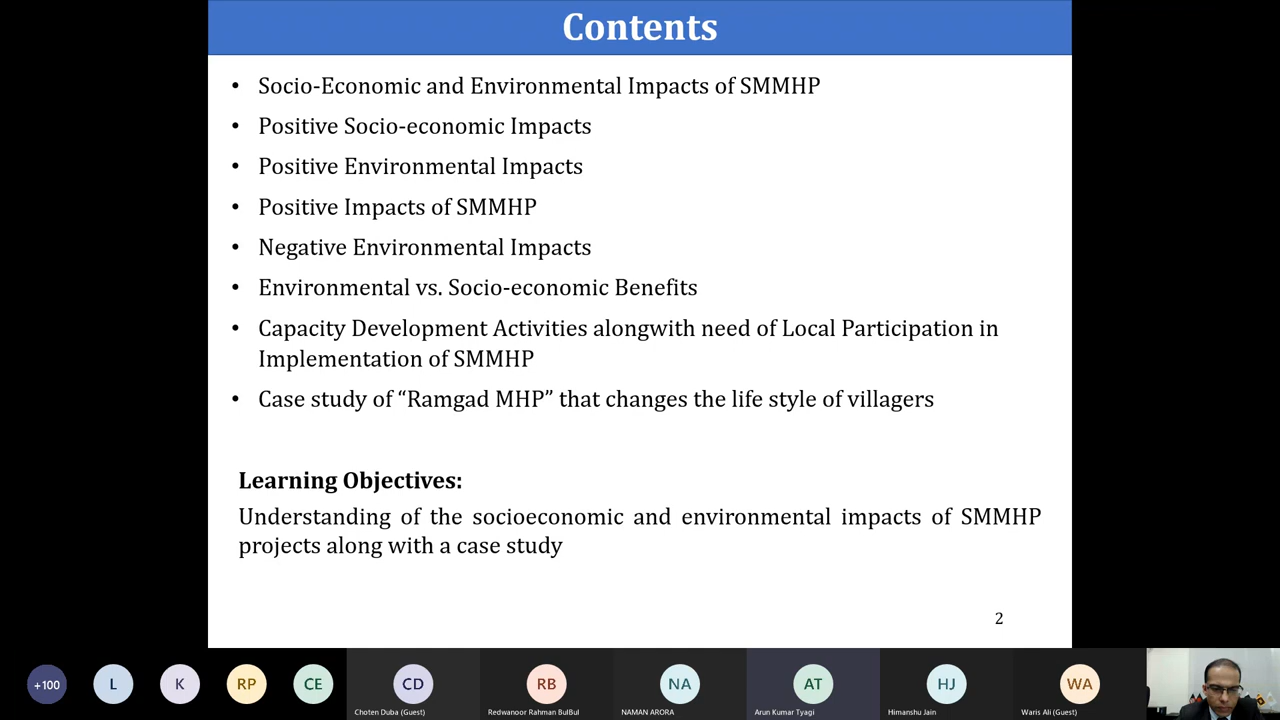 Contents
• Socio-Economic and Environmental Impacts of SMMHP
• Positive Socio-economic Impacts
• Positive Environmental Impacts
• Positive Impacts of SMMHP
• Negative Environmental Impacts
• Environmental vs. Socio-economic Benefits
• Capacity Development Activities alongwith need of Local Participation in
Implementation of SMMHP
• Case study of “Ramgad MHP” that changes the life style of villagers
Learning Objectives:
Understanding of the socioeconomic and environmental impacts of SMMHP
projects along with a case study
2
+100 L K RP CE CD RB NA AT HJ WA
Choten Duba (Guest) Redwanoor Rahman BulBul NAMAN ARORA Arun Kumar Tyagi Himanshu Jain Waris Ali (Guest)